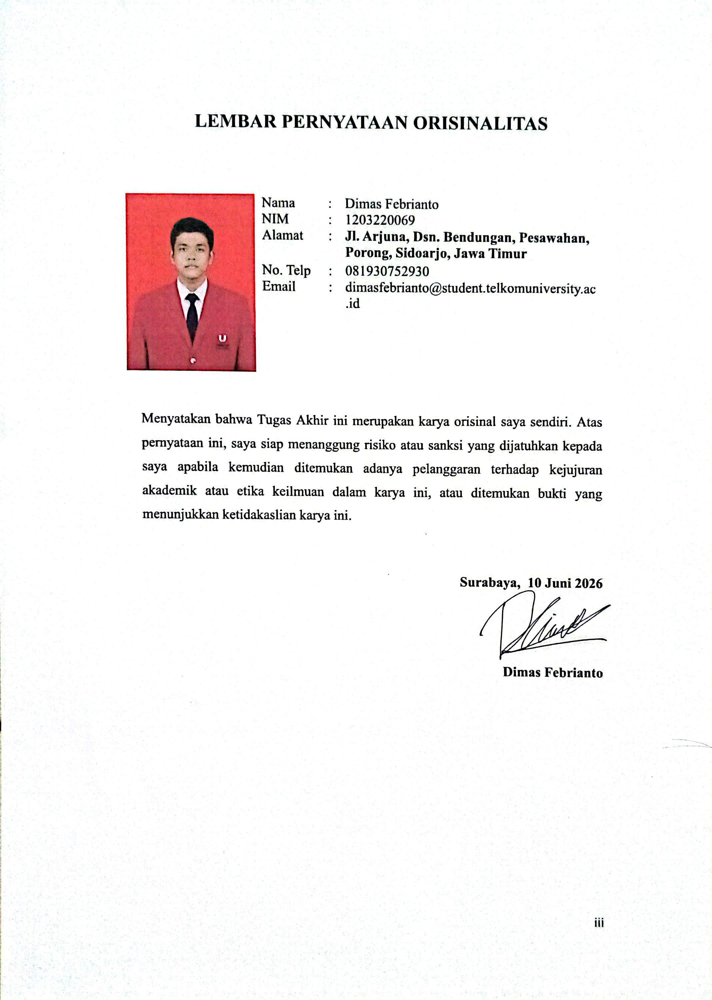 LEMBAR PERNYATAAN ORISINALITAS
Nama : Dimas Febrianto
NIM : 1203220069
Alamat : Jl. Arjuna, Dsn. Bendungan, Pesawahan,
Porong, Sidoarjo, Jawa Timur
No. Telp : 081930752930
Email : dimasfebrianto@student.telkomuniversity.ac
.id
U
Menyatakan bahwa Tugas Akhir ini merupakan karya orisinal saya sendiri. Atas
pernyataan ini, saya siap menanggung risiko atau sanksi yang dijatuhkan kepada
saya apabila kemudian ditemukan adanya pelanggaran terhadap kejujuran
akademik atau etika keilmuan dalam karya ini, atau ditemukan bukti yang
menunjukkan ketidakaslian karya ini.
Surabaya, 10 Juni 2026
Dimas Febrianto
iii